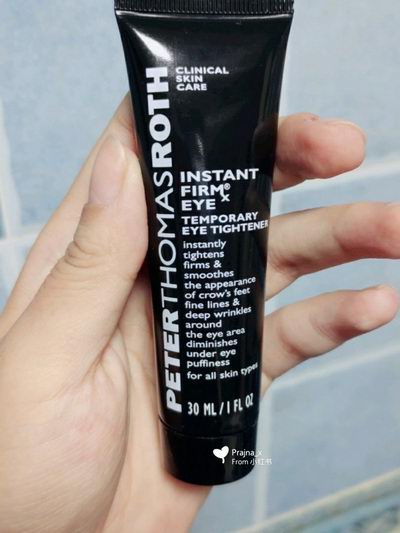 PETERTHOMASROTH
CLINICAL
SKIN
CARE
INSTANT
FIRMx®
EYE
TEMPORARY
EYE TIGHTENER
instantly
tightens
firms &
smoothes
the appearance
of crow's feet
fine lines &
deep wrinkles
around
the eye area
diminishes
under eye
puffiness
for all skin types
30 ML/1 FL OZ
Prajna_x
From 小红书